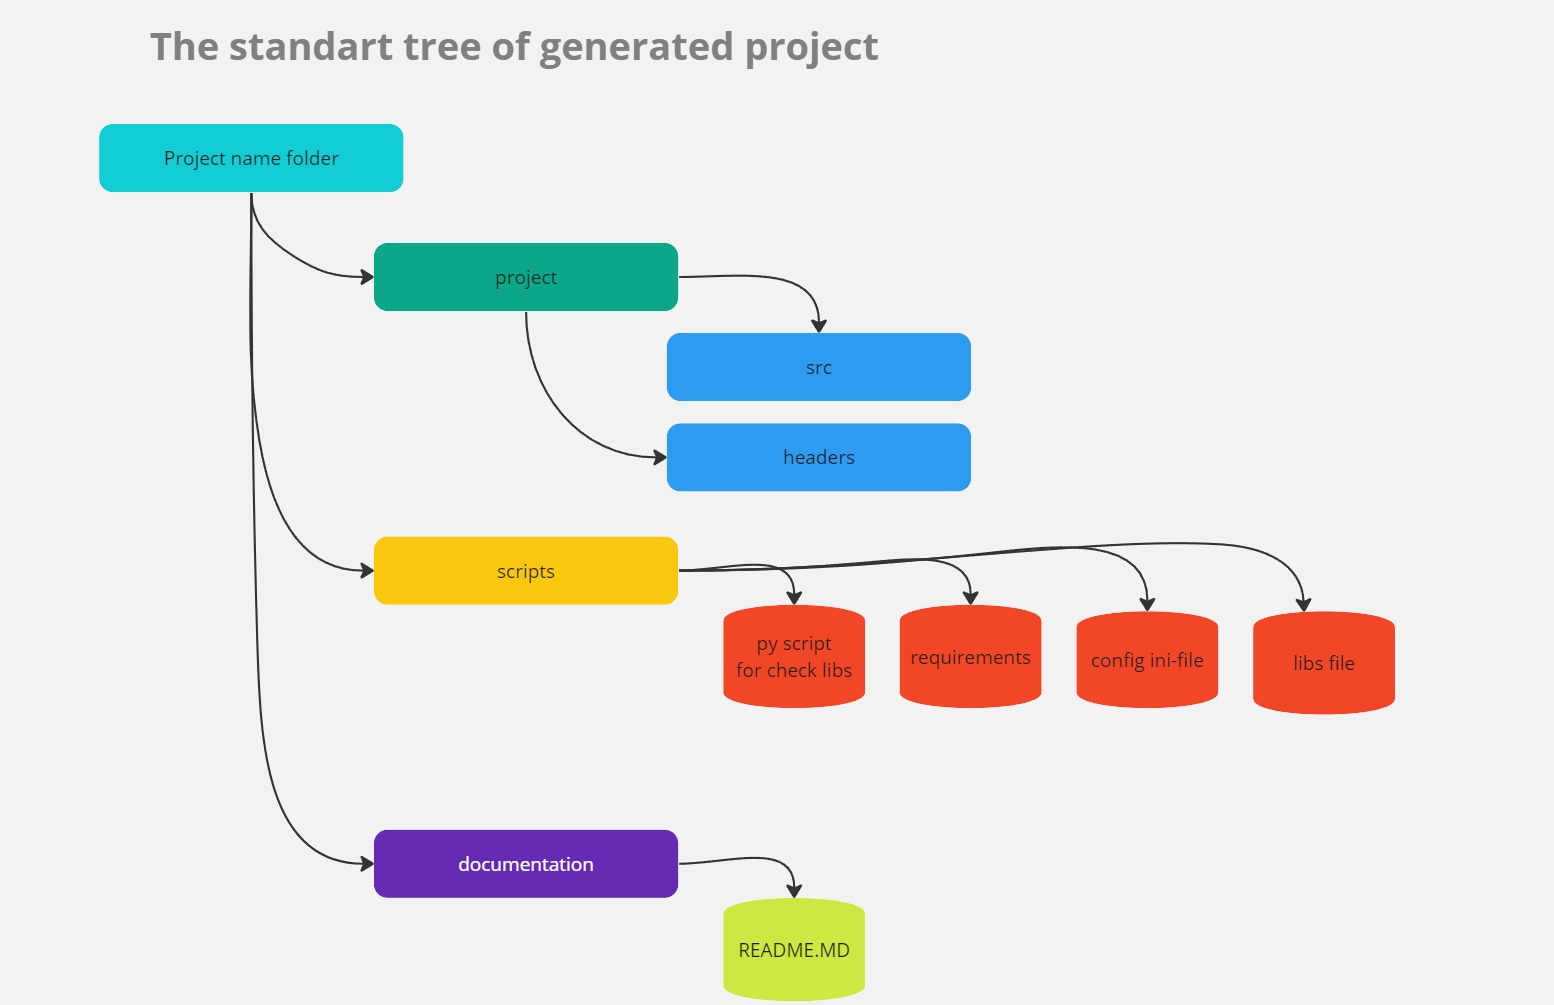 The standart tree of generated project
Project name folder
project
src
headers
scripts
py script
for check libs
requirements
config ini-file
libs file
documentation
README.MD